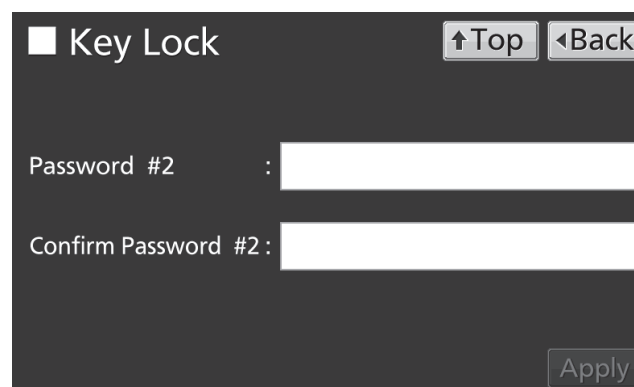 Key Lock
Top
Back
Password #2 :
Confirm Password #2 :
Apply